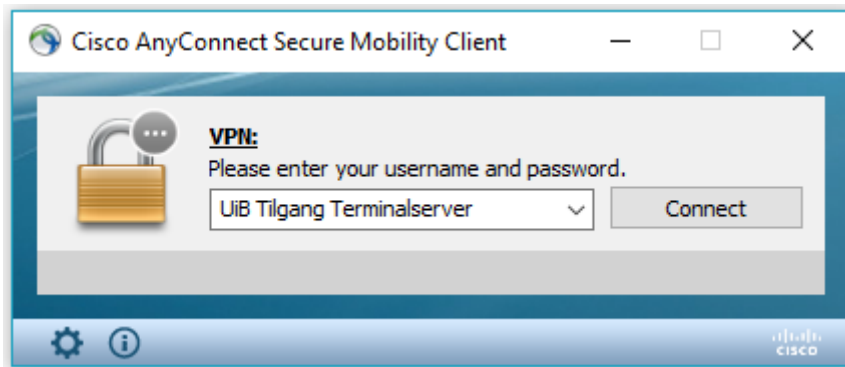 Cisco AnyConnect Secure Mobility Client
VPN:
Please enter your username and password.
UiB Tilgang Terminalserver
Connect
CISCO